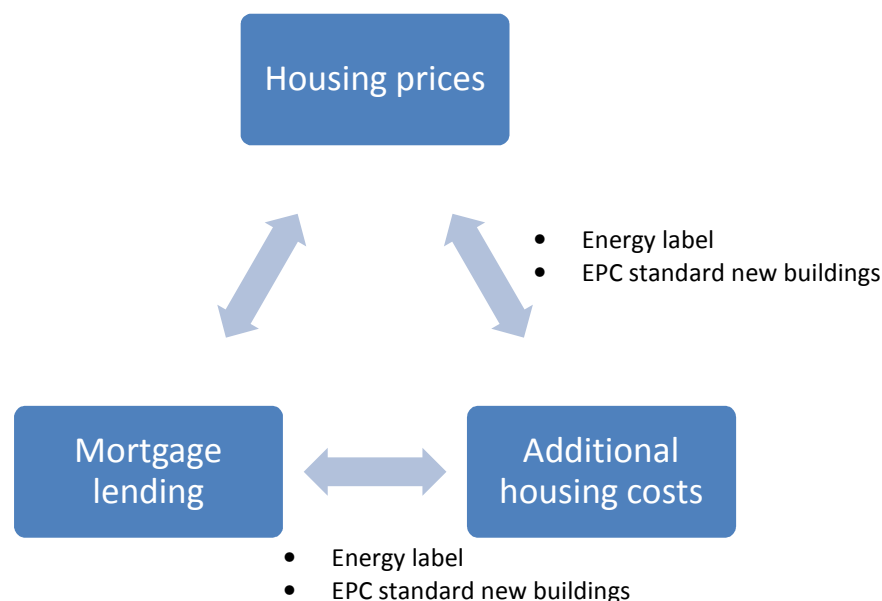 Housing prices
• Energy label
• EPC standard new buildings
Mortgage
lending
Additional
housing costs
• Energy label
• EPC standard new buildings